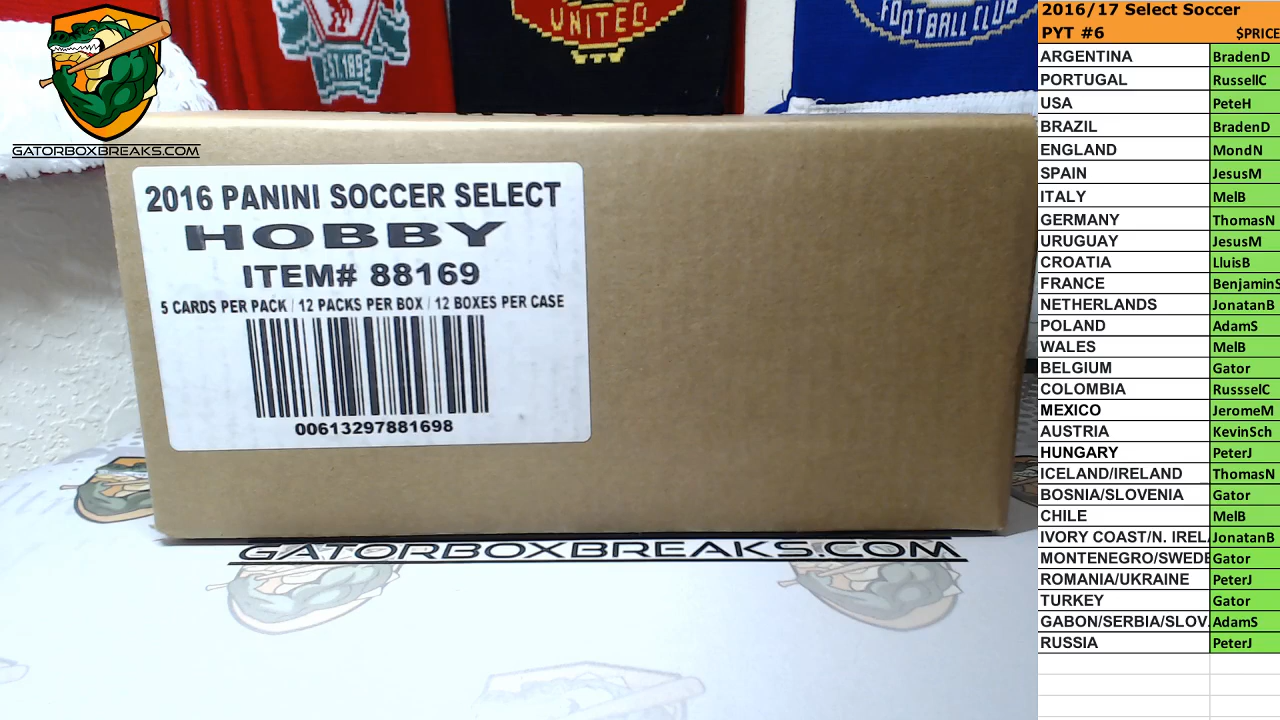 EST. 1892
UNITED
FOOTBALL CLUB
GATORBOXBREAKS.COM
2016 PANINI SOCCER SELECT
HOBBY
ITEM# 88169
5 CARDS PER PACK / 12 PACKS PER BOX / 12 BOXES PER CASE
00613297881698
GATORBOXBREAKS.COM
2016/17 Select Soccer
PYT #6 $PRICE
ARGENTINA BradenD
PORTUGAL RussellC
USA PeteH
BRAZIL BradenD
ENGLAND MondN
SPAIN JesusM
ITALY MelB
GERMANY ThomasN
URUGUAY JesusM
CROATIA LluisB
FRANCE BenjaminS
NETHERLANDS JonatanB
POLAND AdamS
WALES MelB
BELGIUM Gator
COLOMBIA RussselC
MEXICO JeromeM
AUSTRIA KevinSch
HUNGARY PeterJ
ICELAND/IRELAND ThomasN
BOSNIA/SLOVENIA Gator
CHILE MelB
IVORY COAST/N. IREL JonatanB
MONTENEGRO/SWEDE Gator
ROMANIA/UKRAINE PeterJ
TURKEY Gator
GABON/SERBIA/SLOV AdamS
RUSSIA PeterJ